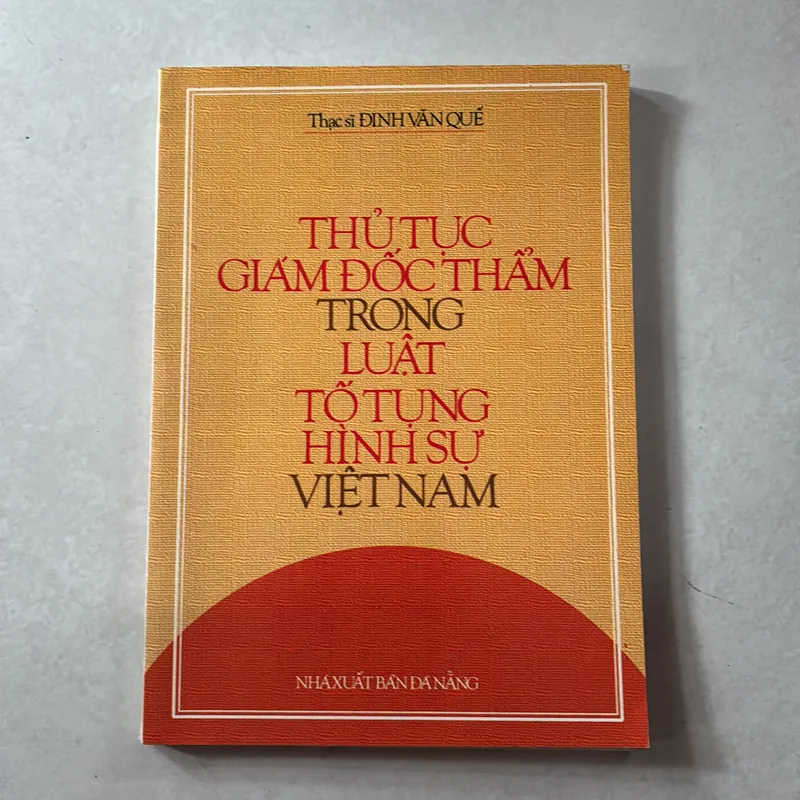 Thạc sĩ ĐINH VĂN QUẾ
THỦ TỤC
GIÁM ĐỐC THẨM
TRONG
LUẬT
TỐ TỤNG
HÌNH SỰ
VIỆT NAM
NHÀ XUẤT BẢN ĐÀ NẴNG